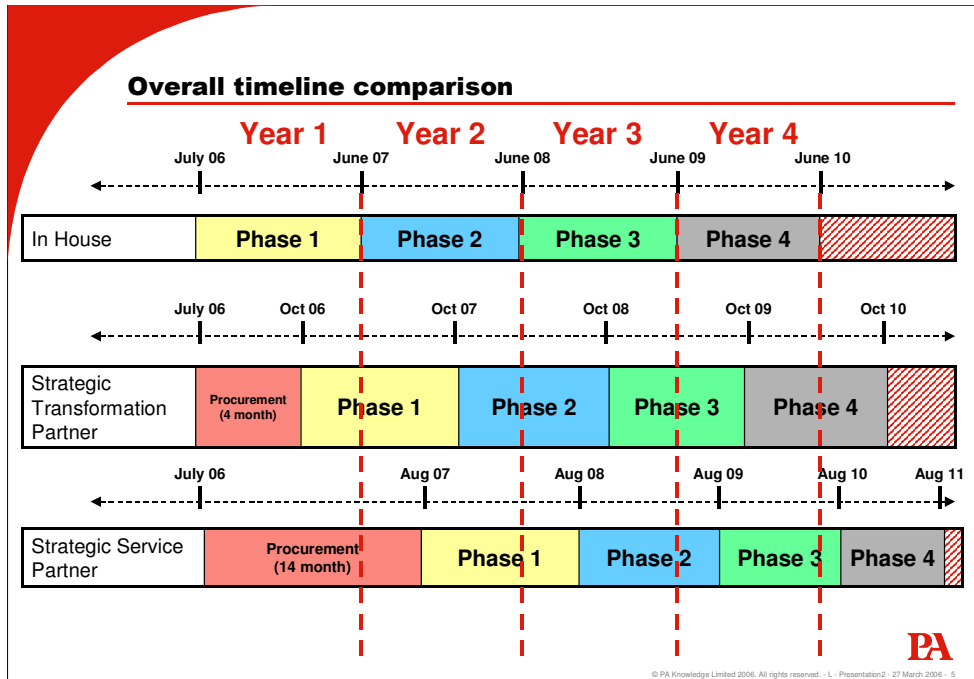 Overall timeline comparison
Year 1 Year 2 Year 3 Year 4
July 06 June 07 June 08 June 09 June 10
In House Phase 1 Phase 2 Phase 3 Phase 4
July 06 Oct 06 Oct 07 Oct 08 Oct 09 Oct 10
Strategic
Transformation
Partner
Procurement
(4 month)
Phase 1 Phase 2 Phase 3 Phase 4
July 06 Aug 07 Aug 08 Aug 09 Aug 10 Aug 11
Strategic Service
Partner
Procurement
(14 month)
Phase 1 Phase 2 Phase 3 Phase 4
PA
© PA Knowledge Limited 2006. All rights reserved. - L - Presentation2 - 27 March 2006 - 5